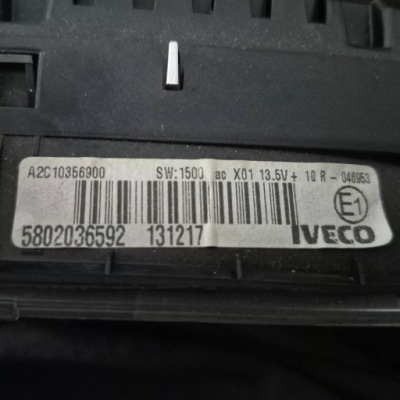 A2C10356900 SW:1500 ac X01 13.5V+ 10 R - 046953
E1
5802036592 131217 IVECO